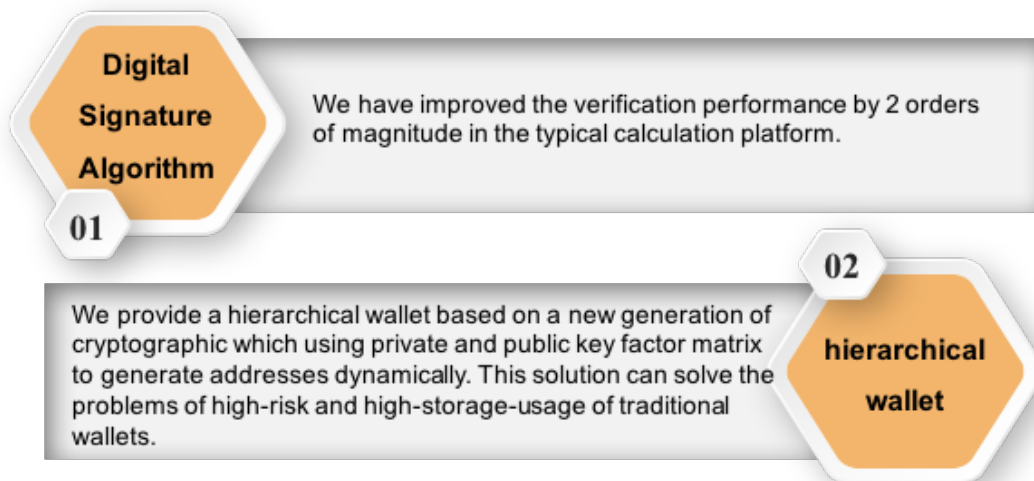 Digital
Signature
Algorithm
01
We have improved the verification performance by 2 orders
of magnitude in the typical calculation platform.
02
hierarchical
wallet
We provide a hierarchical wallet based on a new generation of
cryptographic which using private and public key factor matrix
to generate addresses dynamically. This solution can solve the
problems of high-risk and high-storage-usage of traditional
wallets.